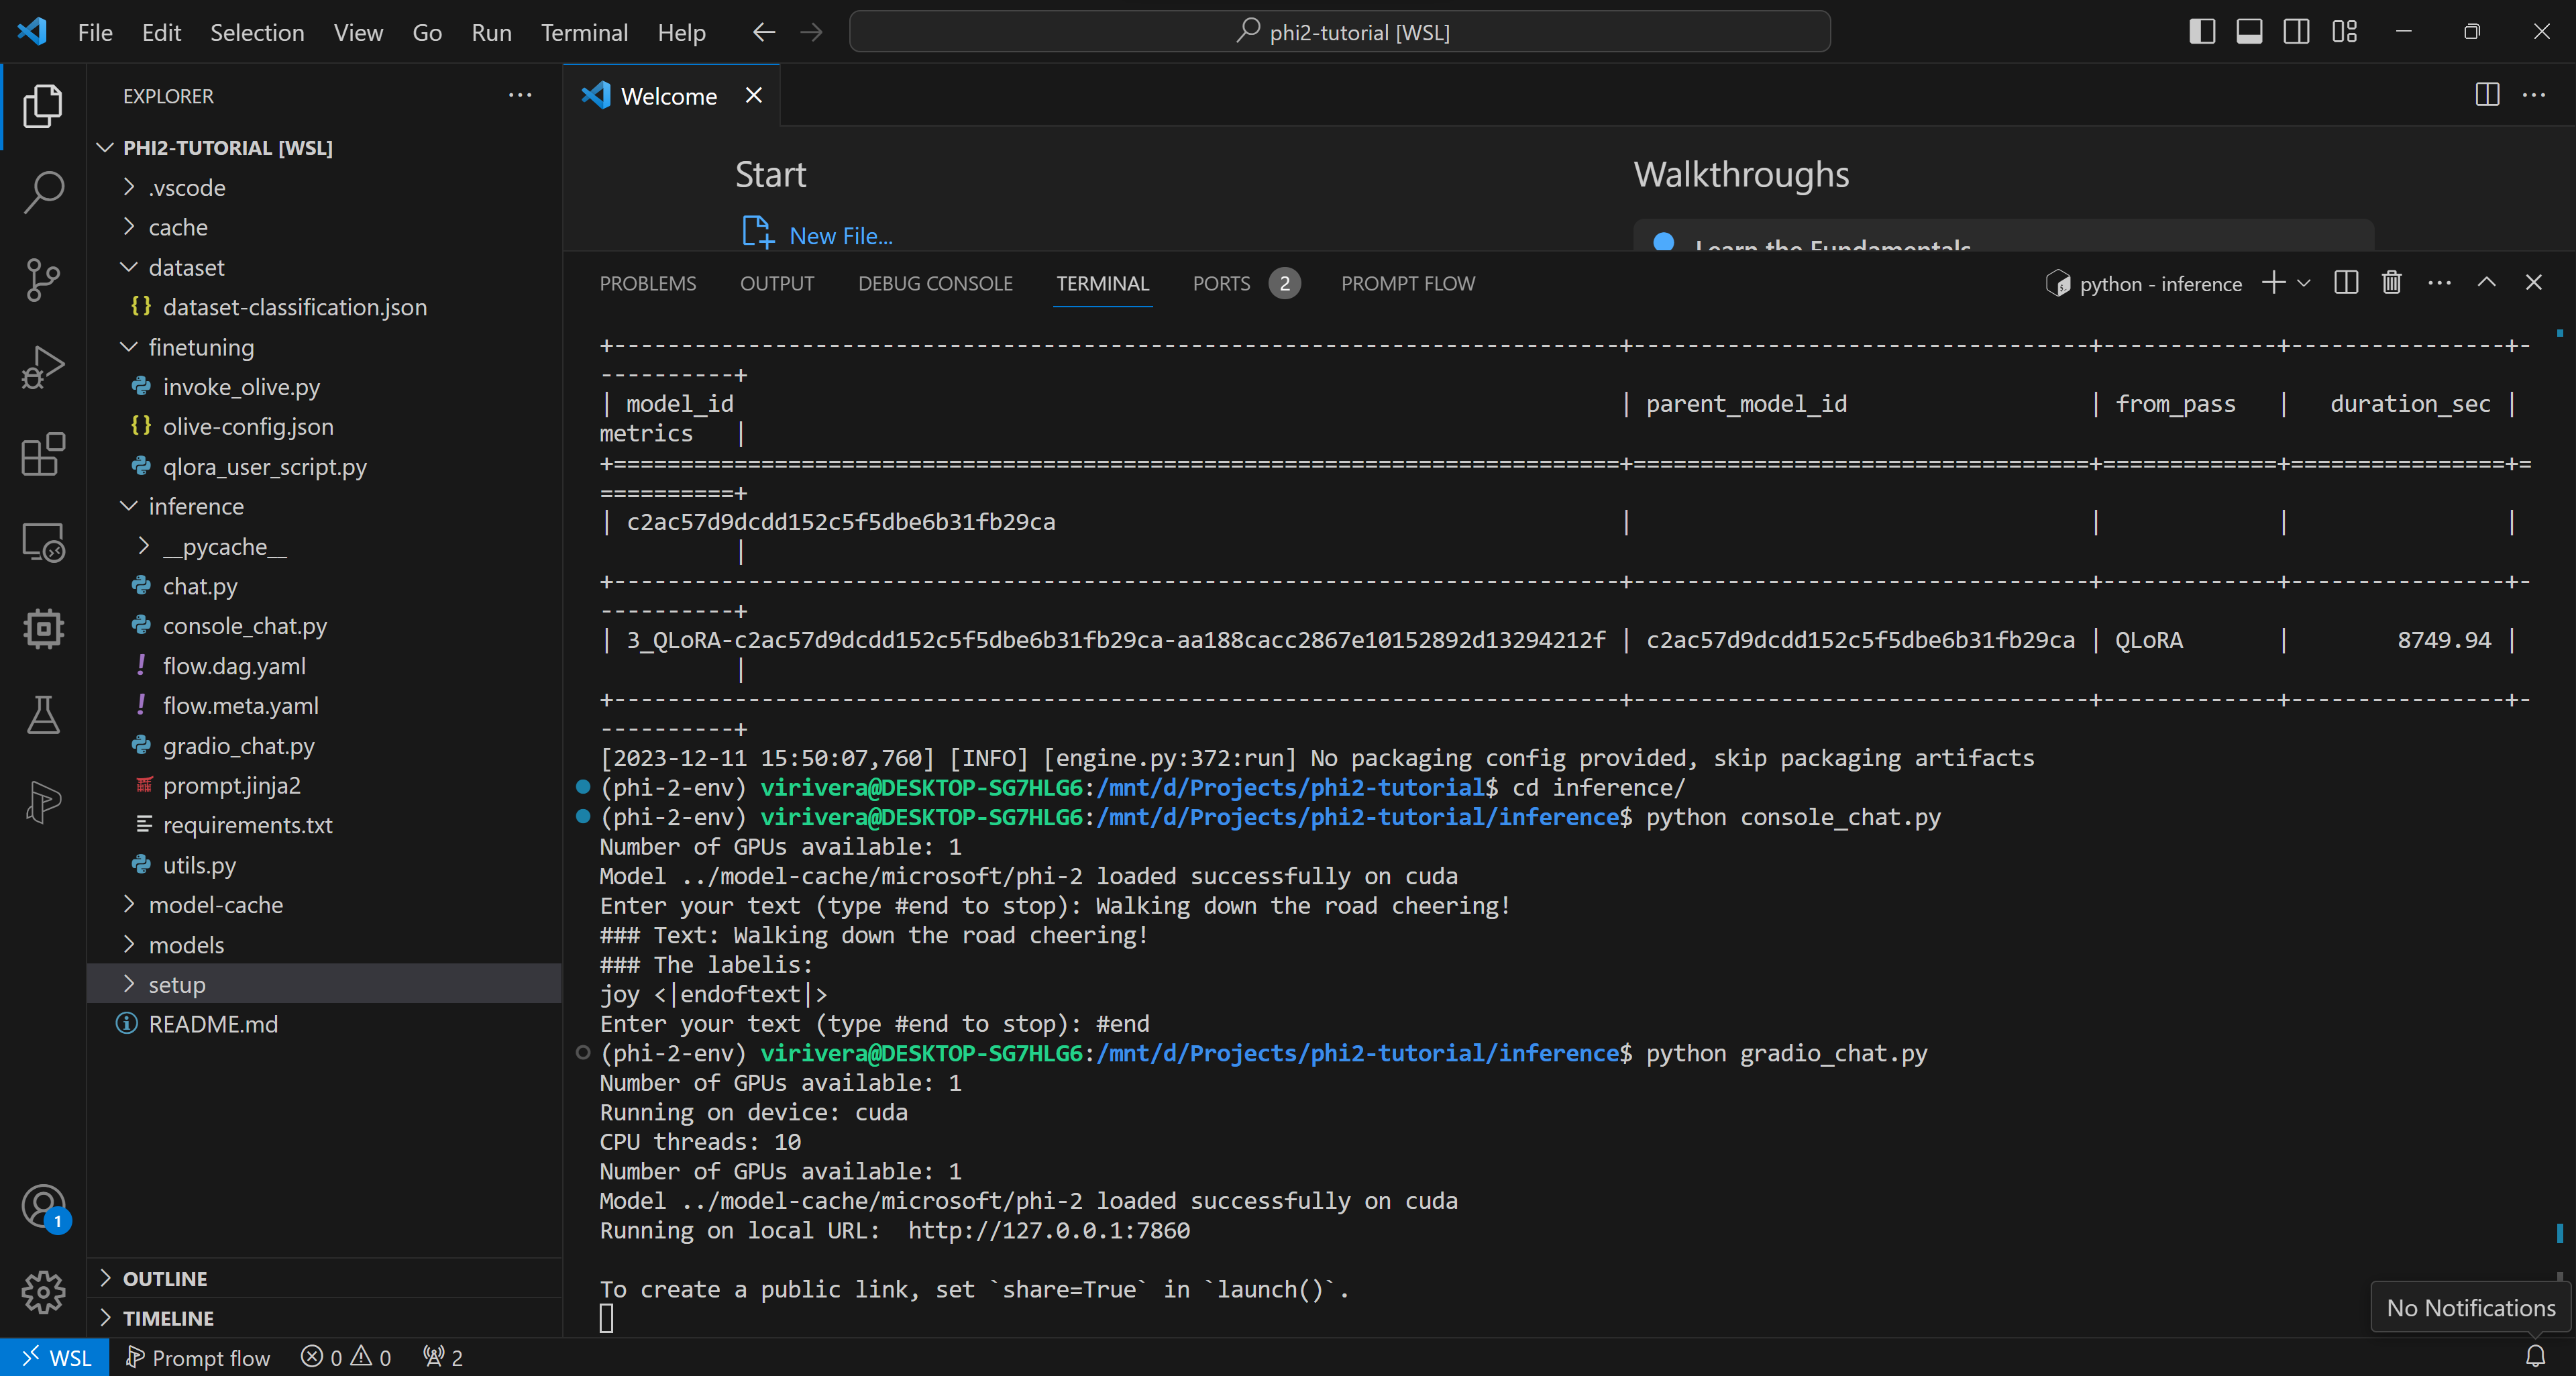 File Edit Selection View Go Run Terminal Help
phi2-tutorial [WSL]
EXPLORER
PHI2-TUTORIAL [WSL]
.vscode
cache
dataset
dataset-classification.json
finetuning
invoke_olive.py
olive-config.json
qlora_user_script.py
inference
__pycache__
chat.py
console_chat.py
flow.dag.yaml
flow.meta.yaml
gradio_chat.py
prompt.jinja2
requirements.txt
utils.py
model-cache
models
setup
README.md
OUTLINE
TIMELINE
Welcome
Start
New File...
Walkthroughs
Learn the Fundamentals
PROBLEMS OUTPUT DEBUG CONSOLE TERMINAL PORTS 2 PROMPT FLOW
python - inference
+---------------------------------------------------------------------------+----------------------------------+-------------+----------------+-
----------+
| model_id | parent_model_id | from_pass | duration_sec |
metrics |
+===========================================================================+==================================+=============+================+=
==========+
| c2ac57d9dcdd152c5f5dbe6b31fb29ca | | | |
|
+---------------------------------------------------------------------------+----------------------------------+-------------+----------------+-
----------+
| 3_QLoRA-c2ac57d9dcdd152c5f5dbe6b31fb29ca-aa188cacc2867e10152892d13294212f | c2ac57d9dcdd152c5f5dbe6b31fb29ca | QLoRA | 8749.94 |
|
+---------------------------------------------------------------------------+----------------------------------+-------------+----------------+-
----------+
[2023-12-11 15:50:07,760] [INFO] [engine.py:372:run] No packaging config provided, skip packaging artifacts
(phi-2-env) virivera@DESKTOP-SG7HLG6:/mnt/d/Projects/phi2-tutorial$ cd inference/
(phi-2-env) virivera@DESKTOP-SG7HLG6:/mnt/d/Projects/phi2-tutorial/inference$ python console_chat.py
Number of GPUs available: 1
Model ../model-cache/microsoft/phi-2 loaded successfully on cuda
Enter your text (type #end to stop): Walking down the road cheering!
### Text: Walking down the road cheering!
### The labelis:
joy <|endoftext|>
Enter your text (type #end to stop): #end
(phi-2-env) virivera@DESKTOP-SG7HLG6:/mnt/d/Projects/phi2-tutorial/inference$ python gradio_chat.py
Number of GPUs available: 1
Running on device: cuda
CPU threads: 10
Number of GPUs available: 1
Model ../model-cache/microsoft/phi-2 loaded successfully on cuda
Running on local URL:  http://127.0.0.1:7860
To create a public link, set `share=True` in `launch()`.
No Notifications
1
WSL Prompt flow 0 0 2